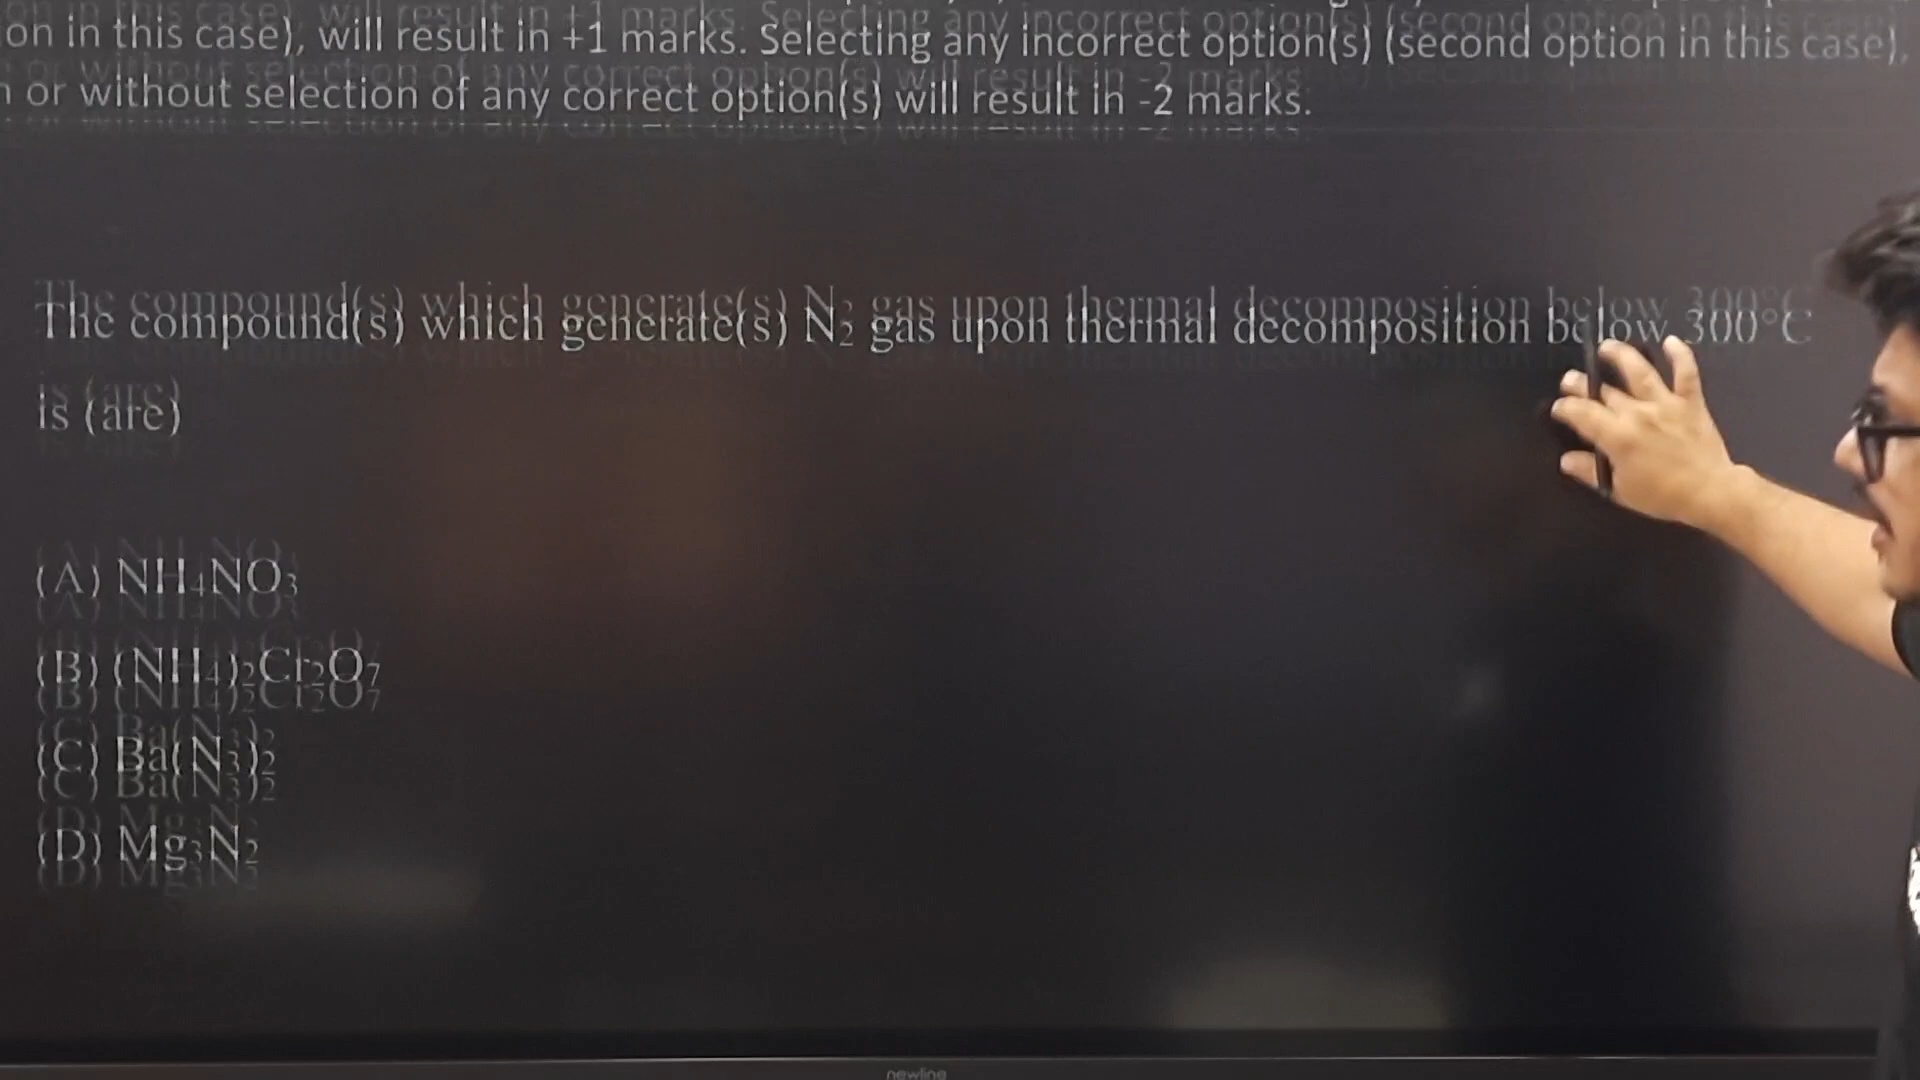 on in this case), will result in +1 marks. Selecting any incorrect option(s) (second option in this case),
or without selection of any correct option(s) will result in -2 marks.
The compound(s) which generate(s) N₂ gas upon thermal decomposition below 300°C
is (are)
(A) NH₄NO₃
(B) (NH₄)₂Cr₂O₇
(C) Ba(N₃)₂
(D) Mg₃N₂
newline